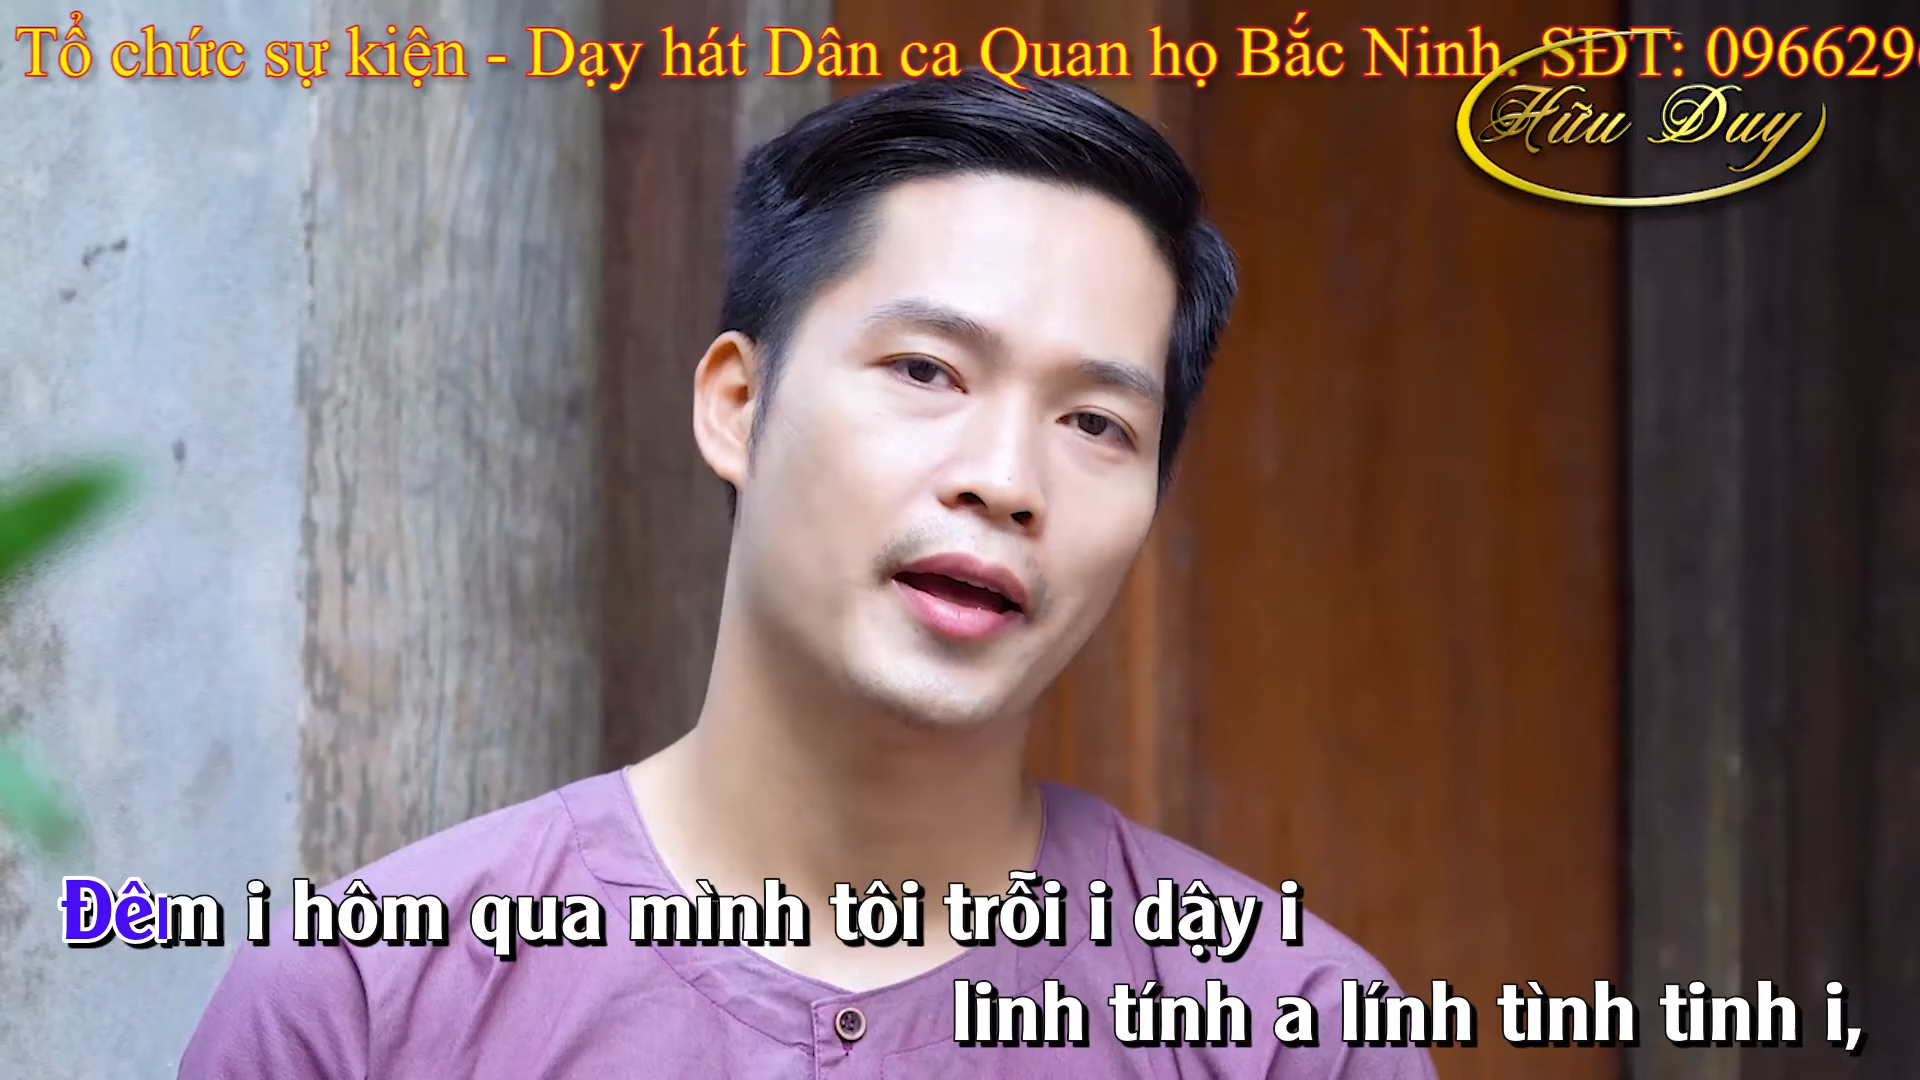 Tổ chức sự kiện - Dạy hát Dân ca Quan họ Bắc Ninh. SĐT: 0966290
Hữu Duy
Đêm i hôm qua mình tôi trỗi i dậy i
linh tính a lính tình tinh i,